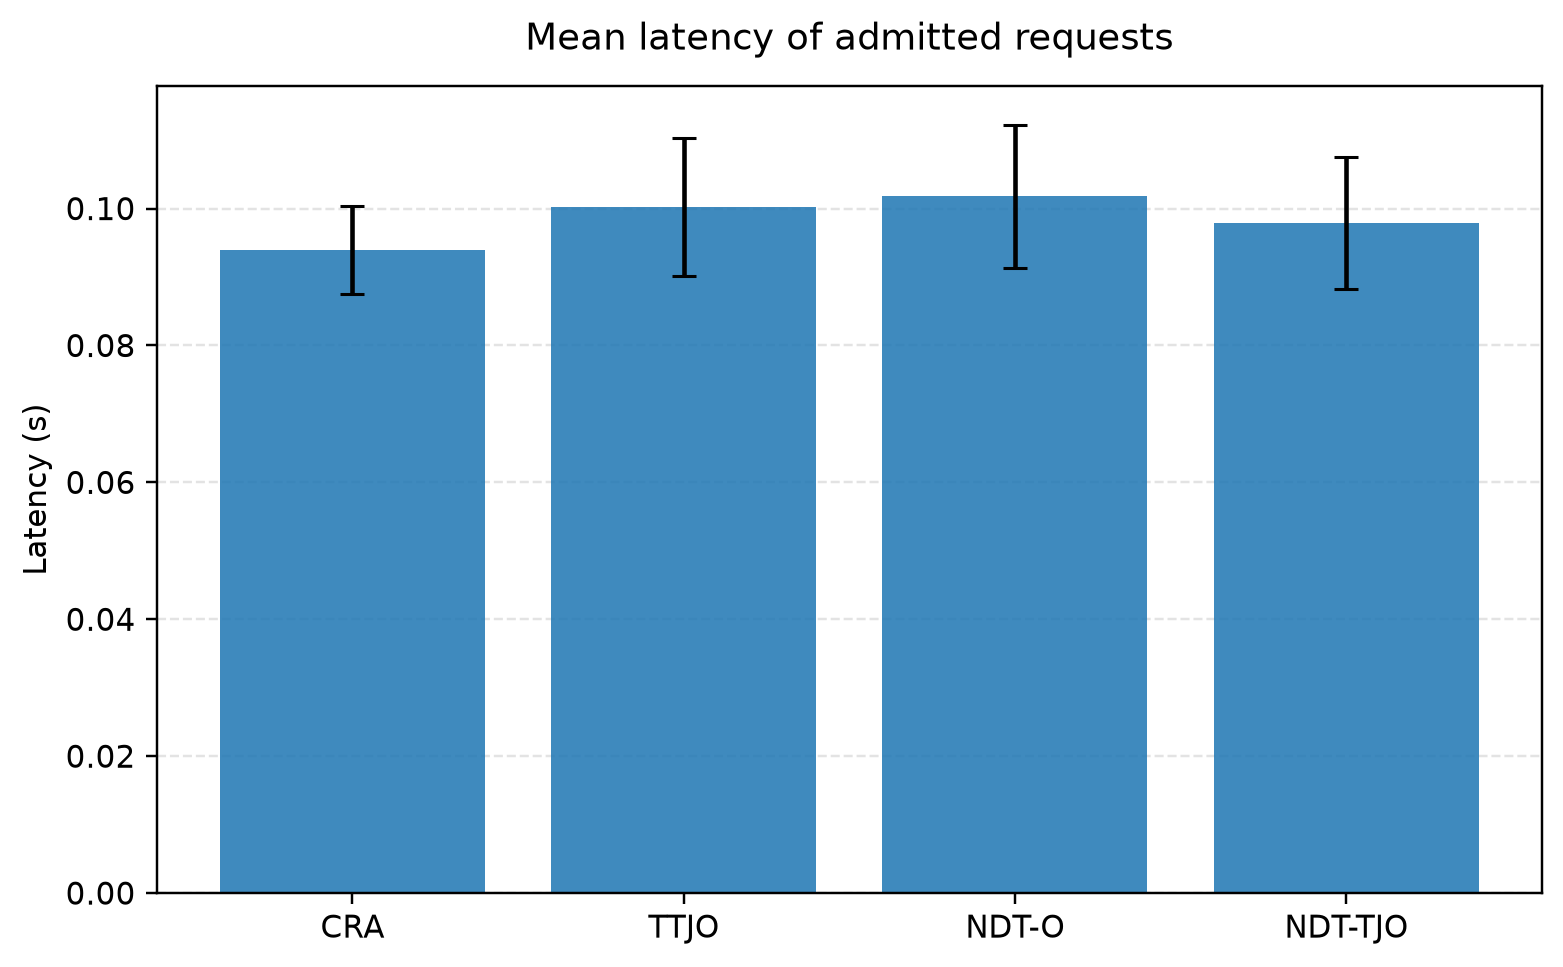 Mean latency of admitted requests
Latency (s)
0.10
0.08
0.06
0.04
0.02
0.00
CRA
TTJO
NDT-O
NDT-TJO